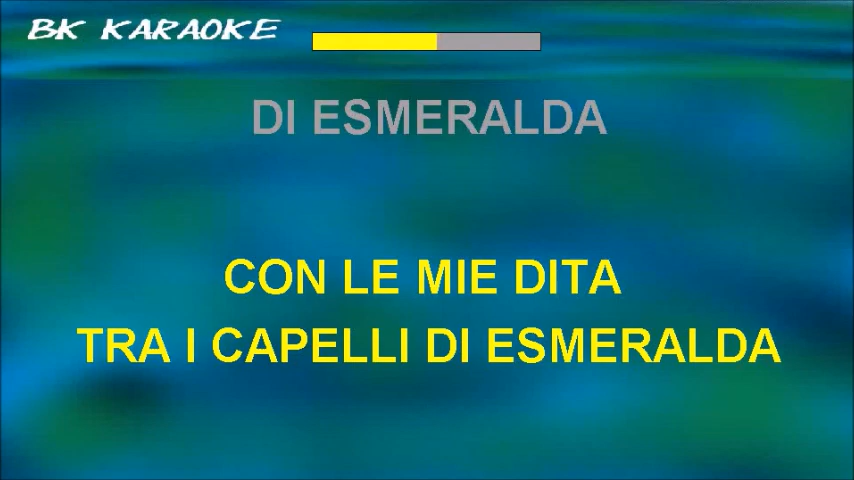 BK KARAOKE
DI ESMERALDA
CON LE MIE DITA
TRA I CAPELLI DI ESMERALDA